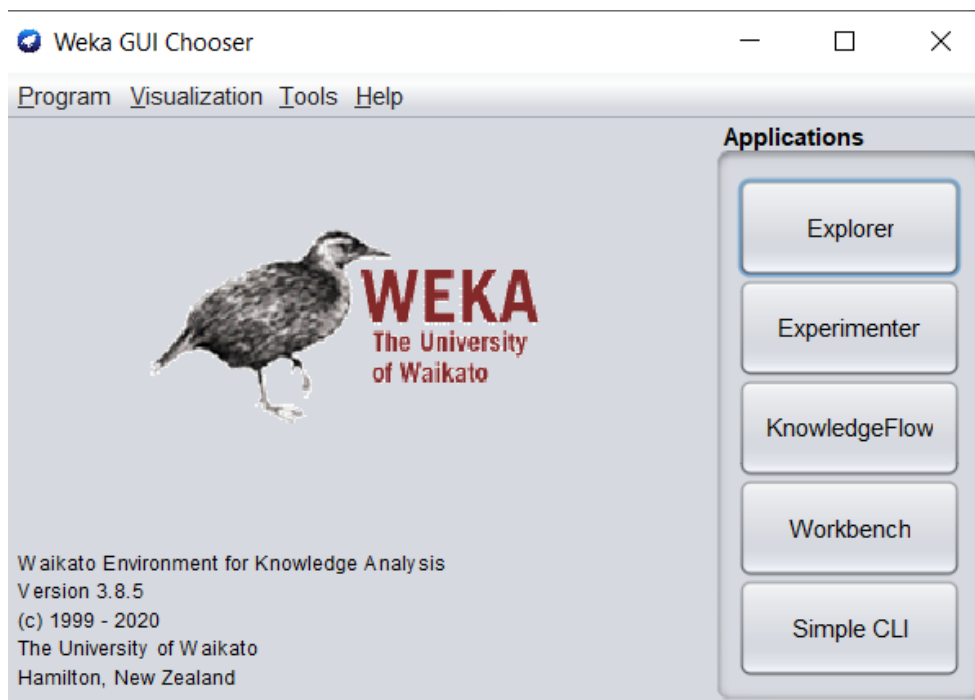 Weka GUI Chooser
Program Visualization Tools Help
Applications
Explorer
Experimenter
KnowledgeFlow
Workbench
Simple CLI
WEKA
The University
of Waikato
Waikato Environment for Knowledge Analysis
Version 3.8.5
(c) 1999 - 2020
The University of Waikato
Hamilton, New Zealand